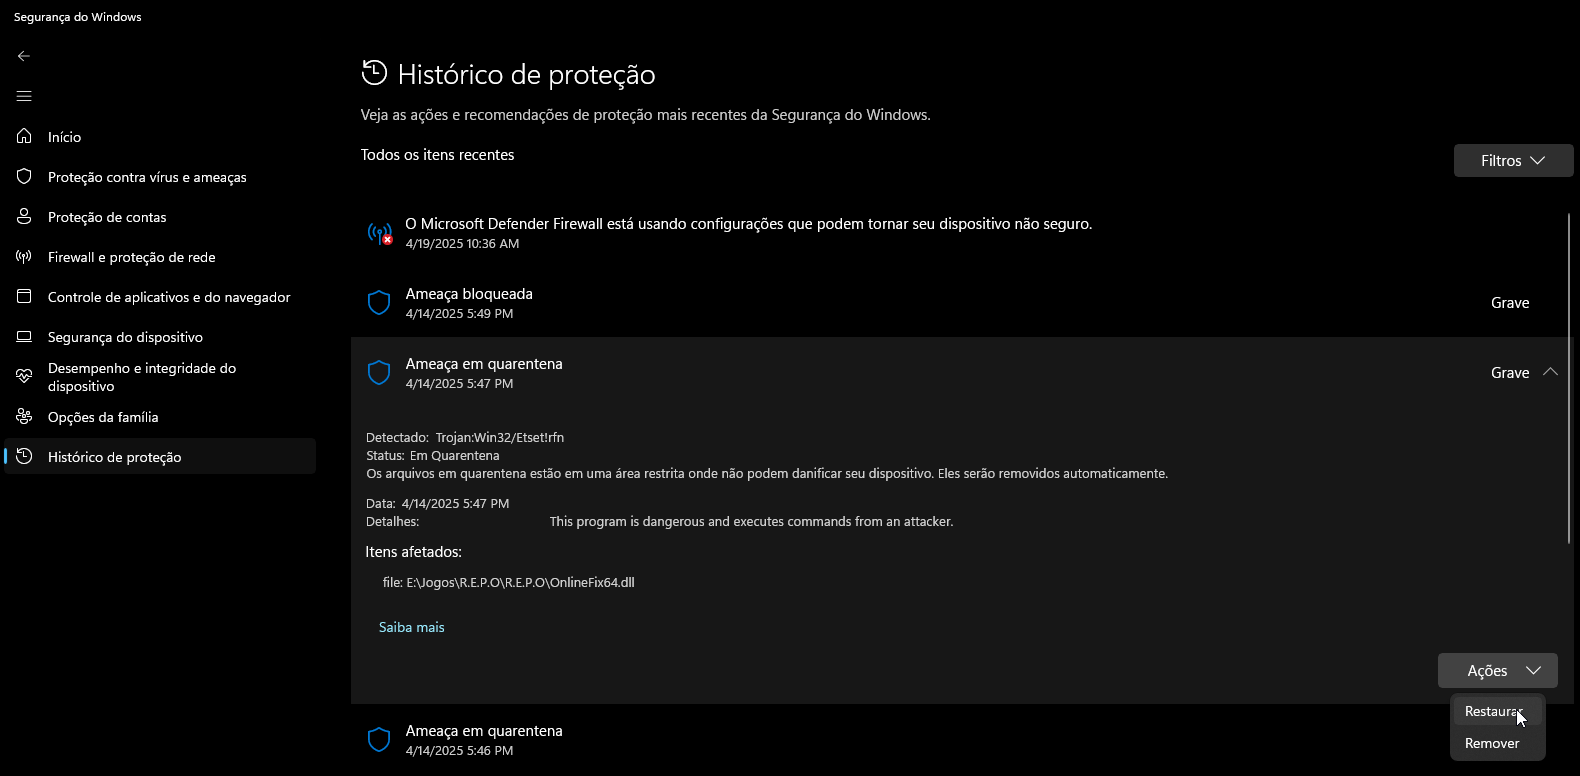 Segurança do Windows
Início
Proteção contra vírus e ameaças
Proteção de contas
Firewall e proteção de rede
Controle de aplicativos e do navegador
Segurança do dispositivo
Desempenho e integridade do
dispositivo
Opções da família
Histórico de proteção
Histórico de proteção
Veja as ações e recomendações de proteção mais recentes da Segurança do Windows.
Todos os itens recentes
Filtros
O Microsoft Defender Firewall está usando configurações que podem tornar seu dispositivo não seguro.
4/19/2025 10:36 AM
Ameaça bloqueada
4/14/2025 5:49 PM
Grave
Ameaça em quarentena
4/14/2025 5:47 PM
Grave
Detectado: Trojan:Win32/Etset!rfn
Status: Em Quarentena
Os arquivos em quarentena estão em uma área restrita onde não podem danificar seu dispositivo. Eles serão removidos automaticamente.
Data: 4/14/2025 5:47 PM
Detalhes: This program is dangerous and executes commands from an attacker.
Itens afetados:
file: E:\Jogos\R.E.P.O\R.E.P.O\OnlineFix64.dll
Saiba mais
Ações
Restaurar
Remover
Ameaça em quarentena
4/14/2025 5:46 PM